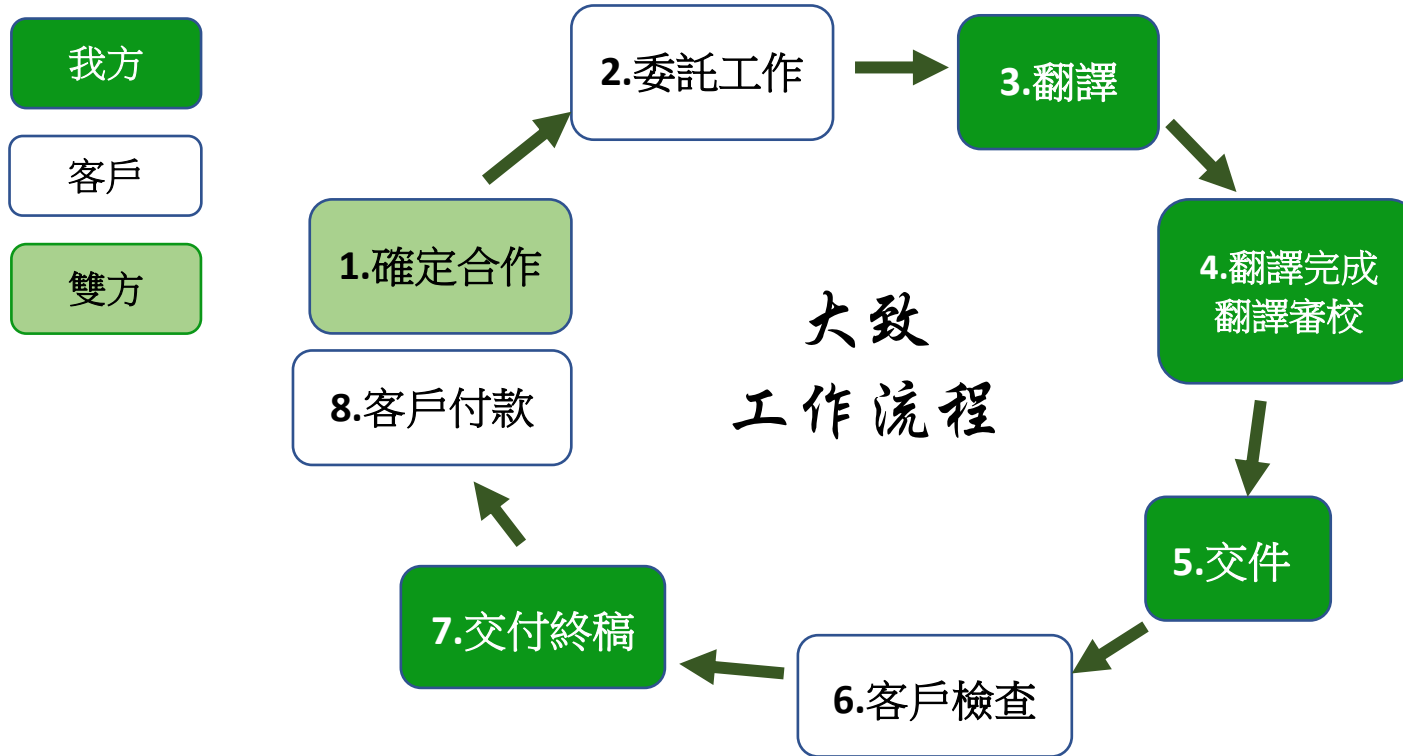 我方
客戶
雙方
大致
工作流程
1.確定合作
2.委託工作
3.翻譯
4.翻譯完成
翻譯審校
5.交件
6.客戶檢查
7.交付終稿
8.客戶付款